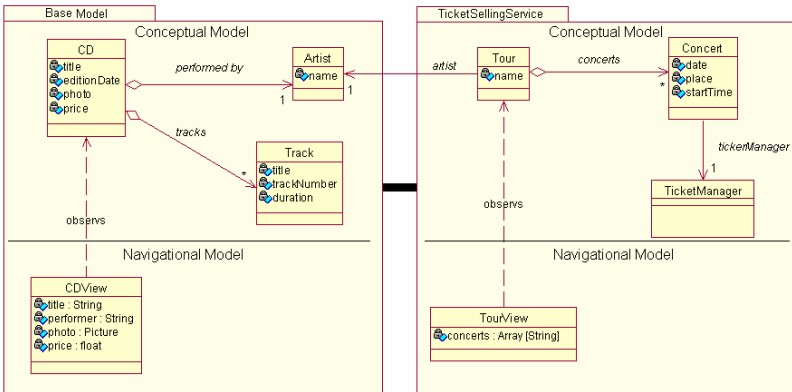 Base Model
Conceptual Model
CD
title
editionDate
photo
price
performed by
1
Artist
name
tracks
*
Track
title
trackNumber
duration
observs
Navigational Model
CDView
title : String
performer : String
photo : Picture
price : float
TicketSellingService
Conceptual Model
artist
1
Tour
name
concerts
*
Concert
date
place
startTime
tickerManager
1
TicketManager
observs
Navigational Model
TourView
concerts : Array [String]